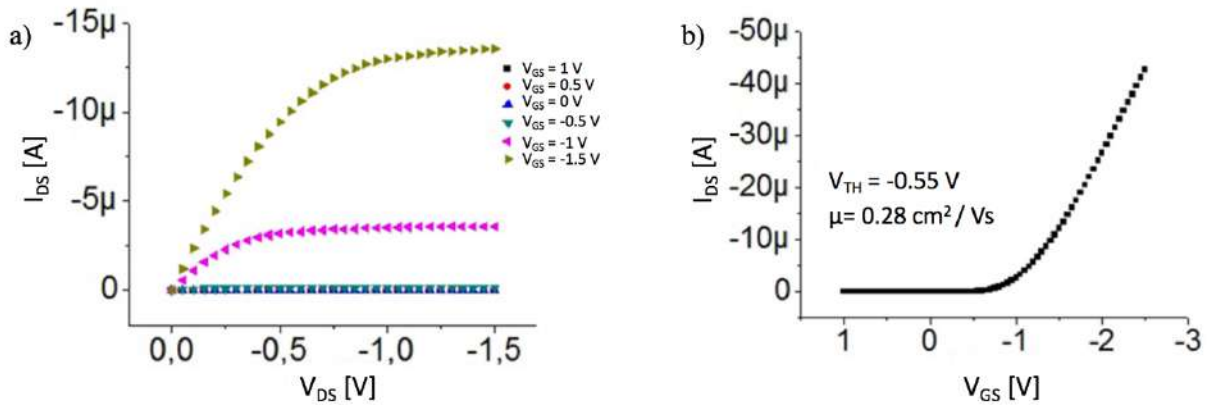 a)
-15µ
-10µ
-5µ
0
I_DS [A]
0,0 -0,5 -1,0 -1,5
V_DS [V]
V_GS = 1 V
V_GS = 0.5 V
V_GS = 0 V
V_GS = -0.5 V
V_GS = -1 V
V_GS = -1.5 V
b)
-50µ
-40µ
-30µ
-20µ
-10µ
0
I_DS [A]
V_TH = -0.55 V
µ= 0.28 cm² / Vs
1 0 -1 -2 -3
V_GS [V]